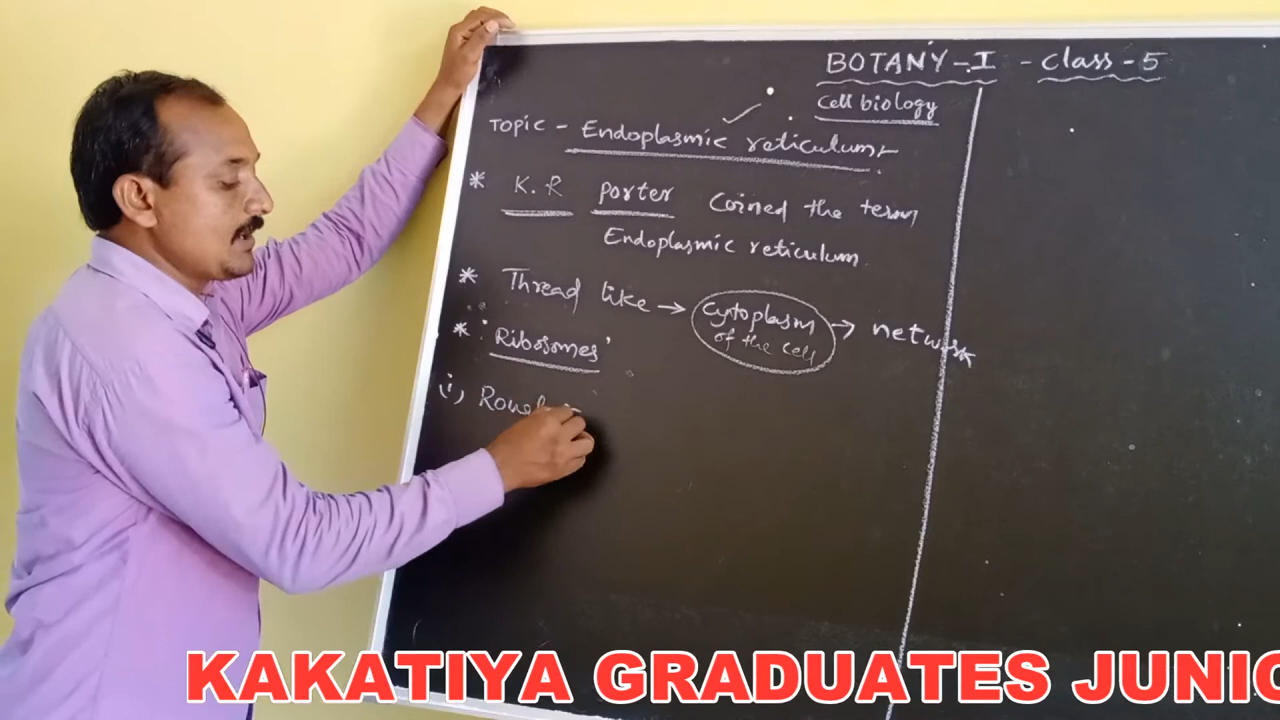 BOTANY-I - class-5
Cell biology
TOPIC - Endoplasmic reticulum
* K.R porter coined the term
Endoplasmic reticulum.
* Thread like → cytoplasm of the cell → network
* 'Ribosomes'
(i) Rough
KAKATIYA GRADUATES JUNIO